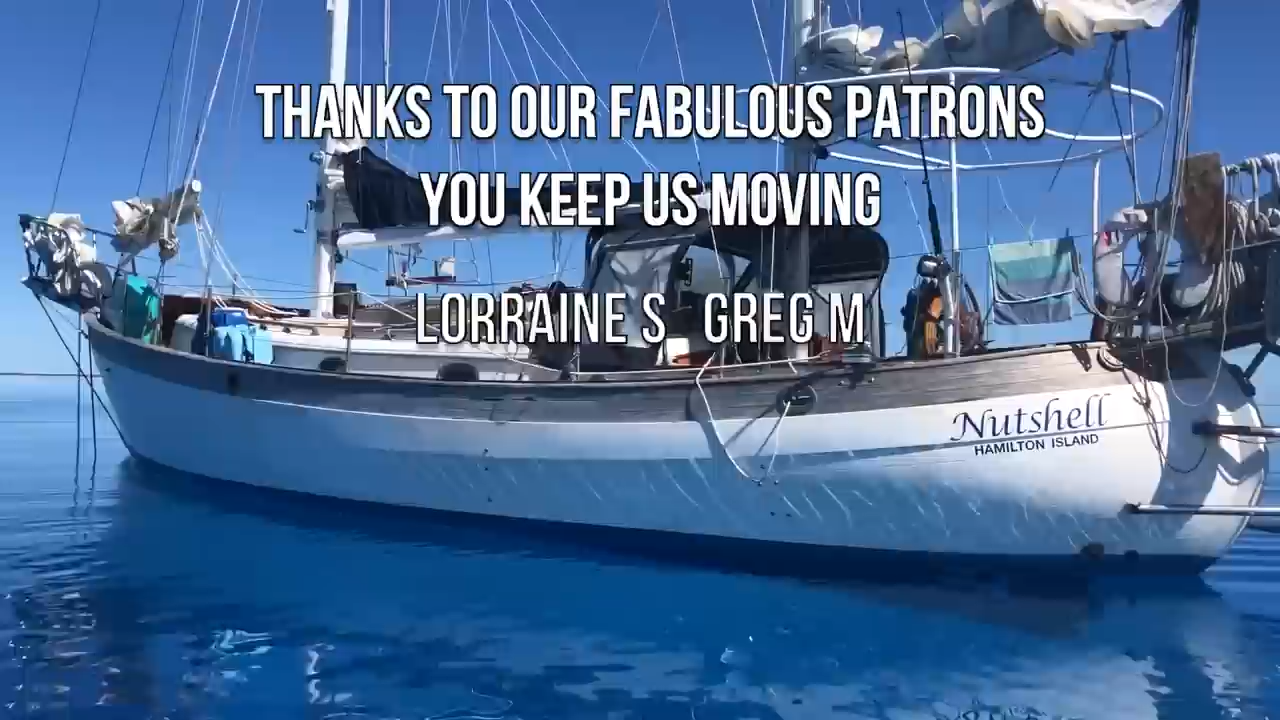 THANKS TO OUR FABULOUS PATRONS
YOU KEEP US MOVING
LORRAINE S GREG M
Nutshell
HAMILTON ISLAND